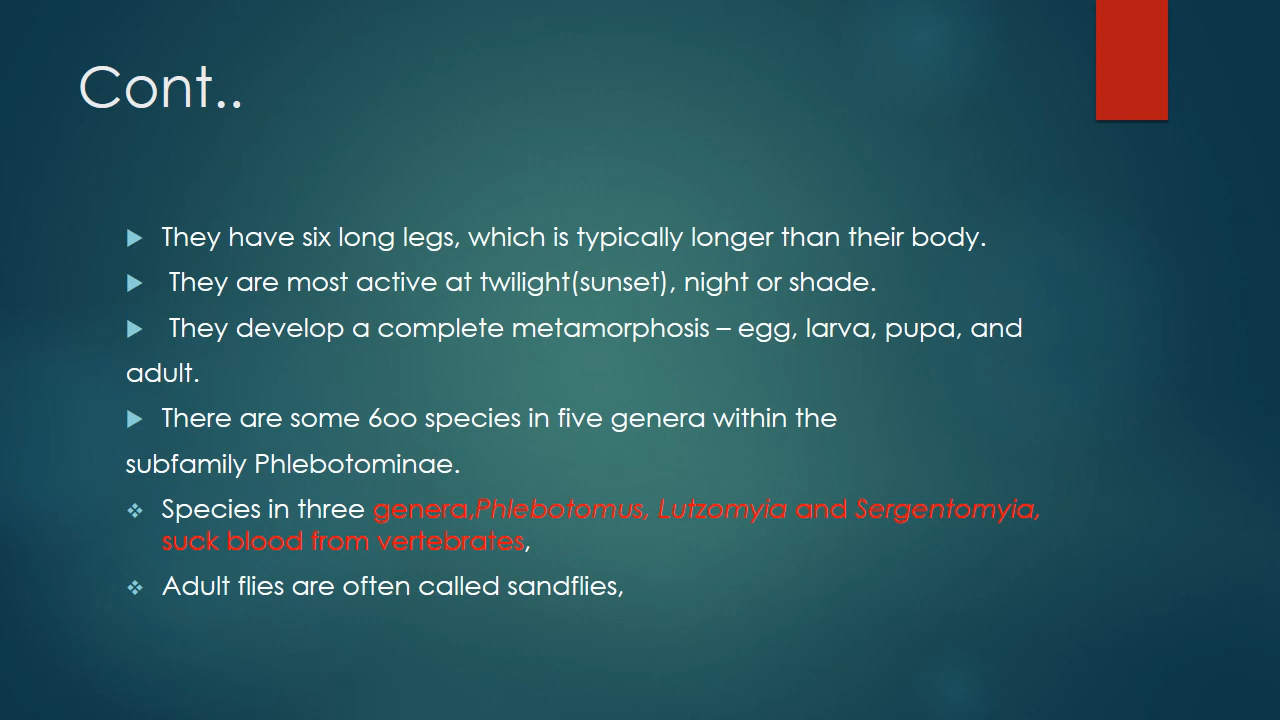 Cont..
They have six long legs, which is typically longer than their body.
They are most active at twilight(sunset), night or shade.
They develop a complete metamorphosis – egg, larva, pupa, and
adult.
There are some 6oo species in five genera within the
subfamily Phlebotominae.
Species in three genera,Phlebotomus, Lutzomyia and Sergentomyia,
suck blood from vertebrates,
Adult flies are often called sandflies,